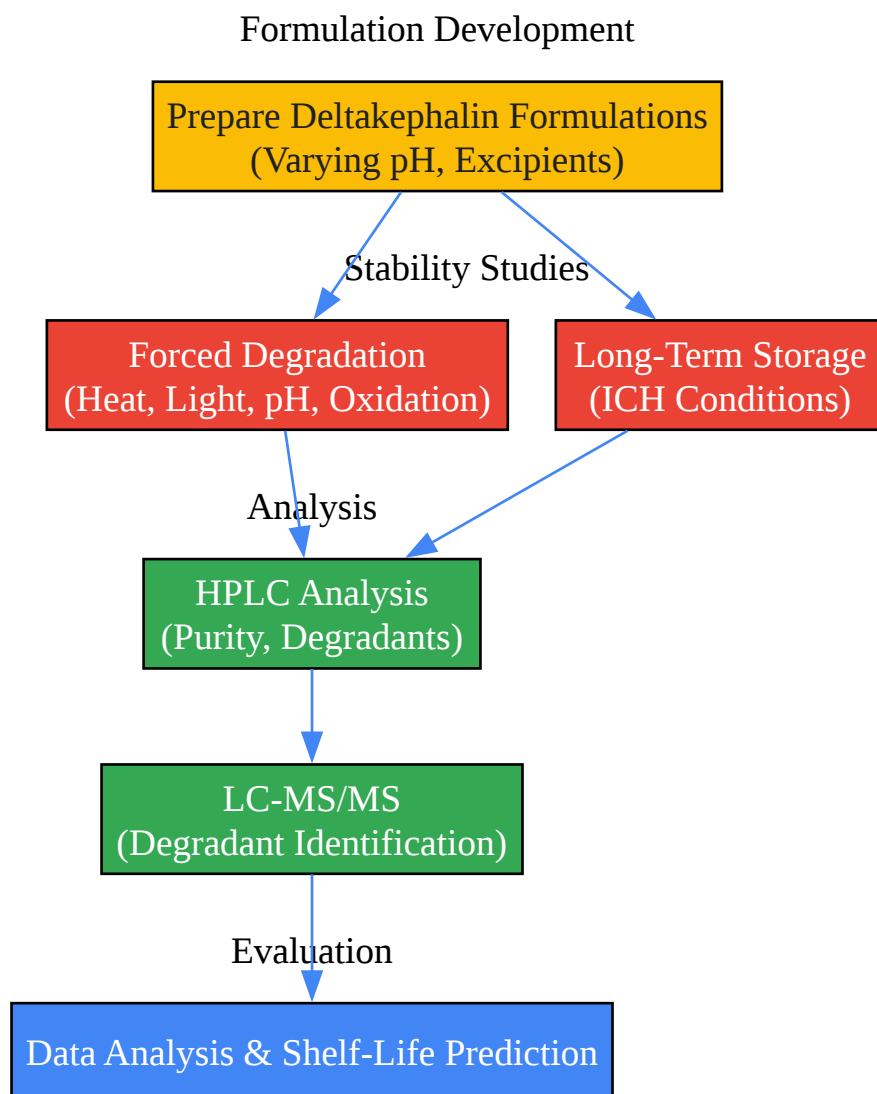 Formulation Development
Prepare Deltakephalin Formulations
(Varying pH, Excipients)
Stability Studies
Forced Degradation
(Heat, Light, pH, Oxidation)
Long-Term Storage
(ICH Conditions)
Analysis
HPLC Analysis
(Purity, Degradants)
LC-MS/MS
(Degradant Identification)
Evaluation
Data Analysis & Shelf-Life Prediction